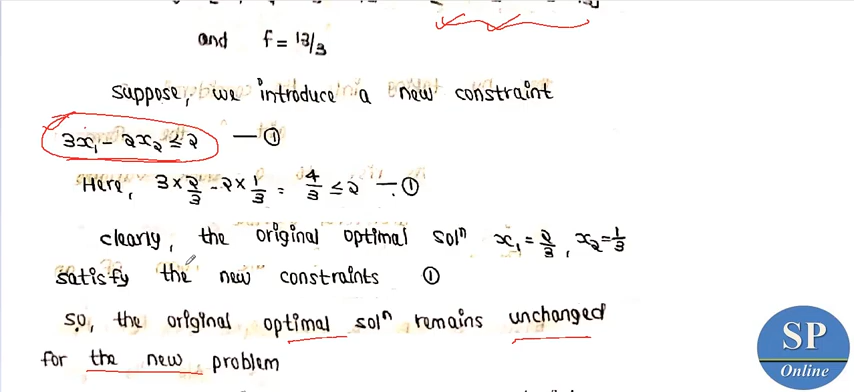 and f = 13/3
suppose, we introduce a new constraint
3x₁ - 2x₂ ≤ 2 — ①
Here, 3 × 2/3 - 2 × 1/3 = 4/3 ≤ 2 — ①
clearly, the original optimal solⁿ x₁ = 2/3, x₂ = 1/3
satisfy the new constraints ①
so, the original optimal solⁿ remains unchanged
for the new problem
SP
Online